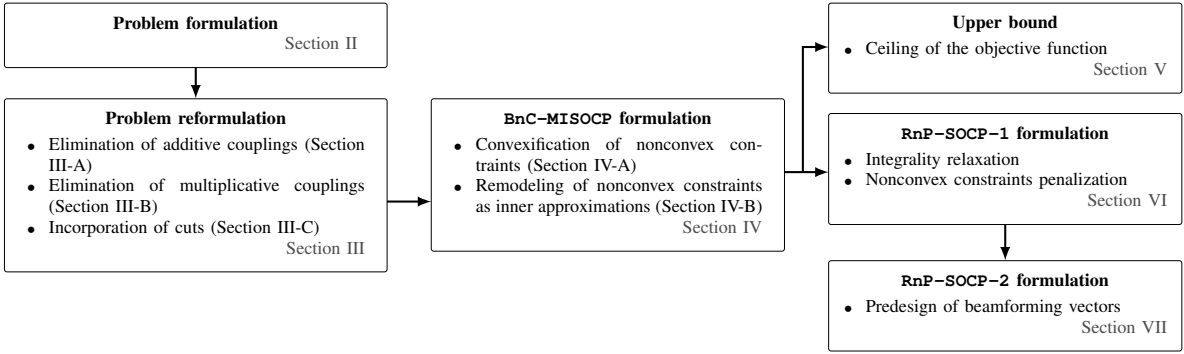 Problem formulation
Section II
Problem reformulation
• Elimination of additive couplings (Section
III-A)
• Elimination of multiplicative couplings
(Section III-B)
• Incorporation of cuts (Section III-C)
Section III
BnC-MISOCP formulation
• Convexification of nonconvex con-
straints (Section IV-A)
• Remodeling of nonconvex constraints
as inner approximations (Section IV-B)
Section IV
Upper bound
• Ceiling of the objective function
Section V
RnP-SOCP-1 formulation
• Integrality relaxation
• Nonconvex constraints penalization
Section VI
RnP-SOCP-2 formulation
• Predesign of beamforming vectors
Section VII